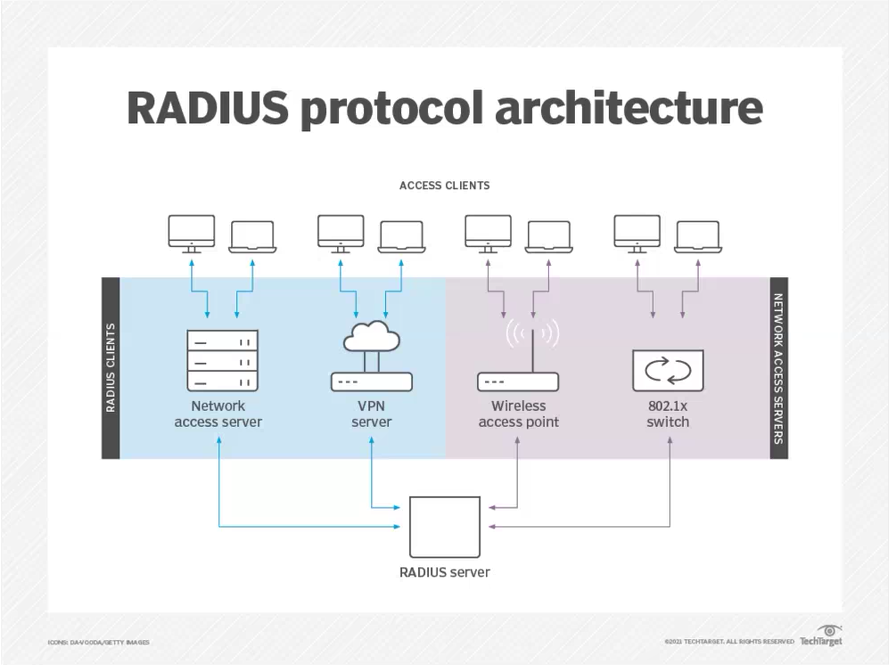 RADIUS protocol architecture
ACCESS CLIENTS
RADIUS CLIENTS
NETWORK ACCESS SERVERS
Network
access server
VPN
server
Wireless
access point
802.1x
switch
RADIUS server
ICONS: DA-VOODA/GETTY IMAGES
©2021 TECHTARGET. ALL RIGHTS RESERVED
TechTarget